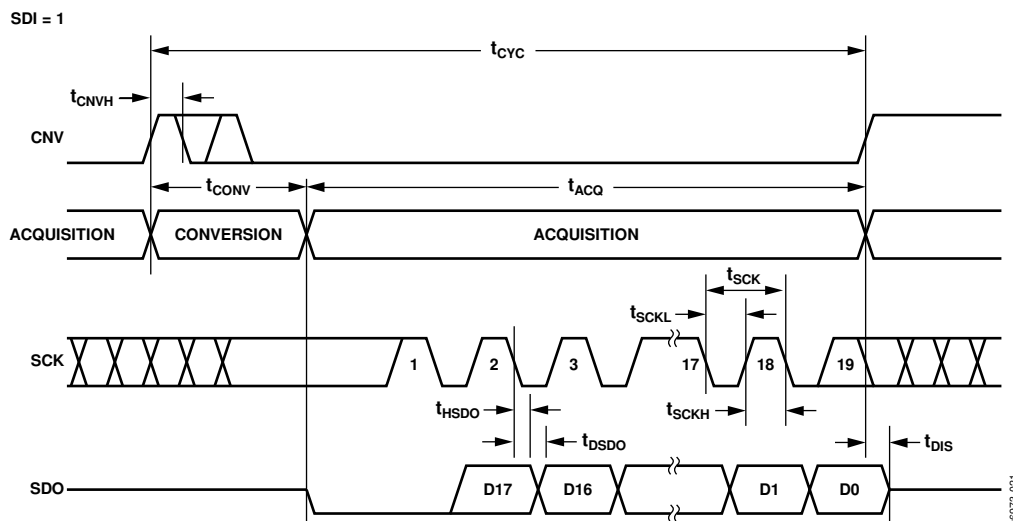 SDI = 1
tCYC
tCNVH
CNV
tCONV
tACQ
ACQUISITION
CONVERSION
ACQUISITION
tSCK
tSCKL
SCK
1
2
3
17
18
19
tHSDO
tSCKH
tDSDO
tDIS
SDO
D17
D16
D1
D0